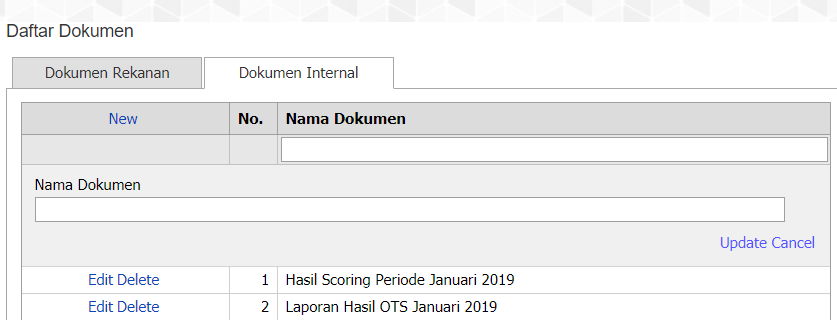 Daftar Dokumen
Dokumen Rekanan Dokumen Internal
New No. Nama Dokumen
Nama Dokumen
Update Cancel
Edit Delete 1 Hasil Scoring Periode Januari 2019
Edit Delete 2 Laporan Hasil OTS Januari 2019